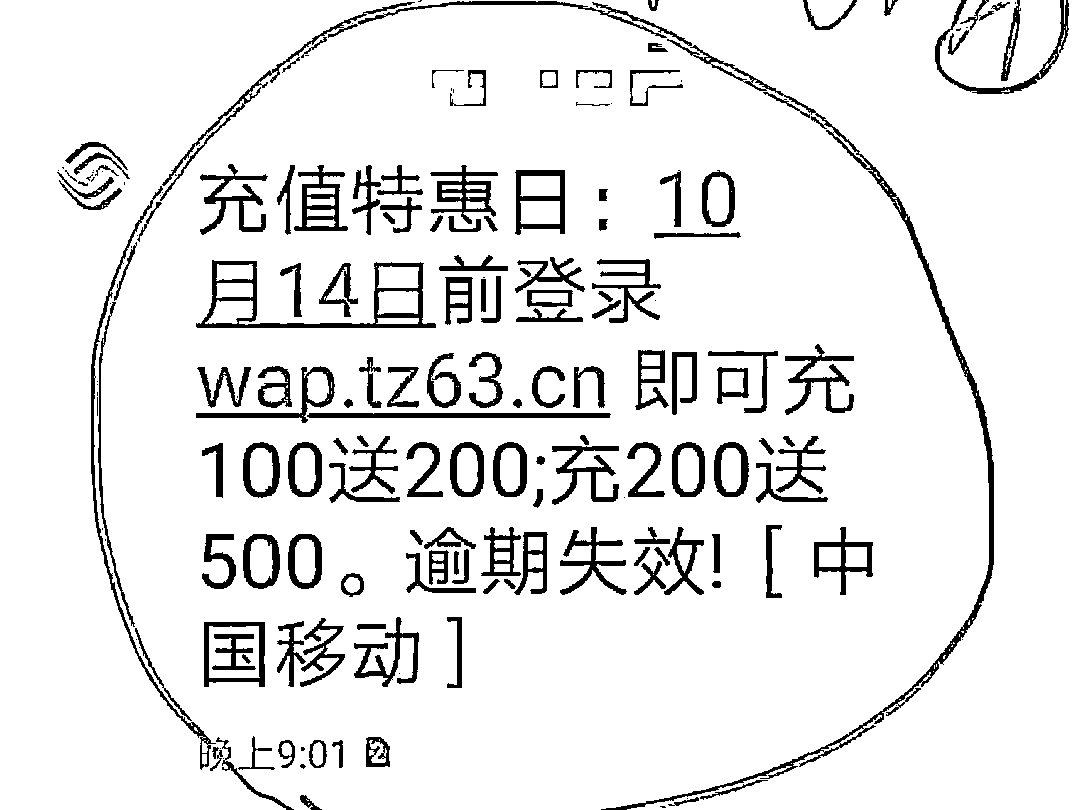 充值特惠日：10
月14日前登录
wap.tz63.cn 即可充
100送200;充200送
500。逾期失效!［中
国移动］
晚上9:01